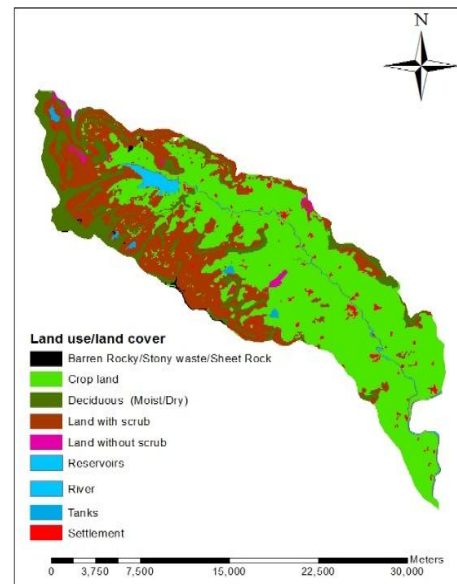 N
Land use/land cover
Barren Rocky/Stony waste/Sheet Rock
Crop land
Deciduous (Moist/Dry)
Land with scrub
Land without scrub
Reservoirs
River
Tanks
Settlement
Meters
0 3,750 7,500 15,000 22,500 30,000